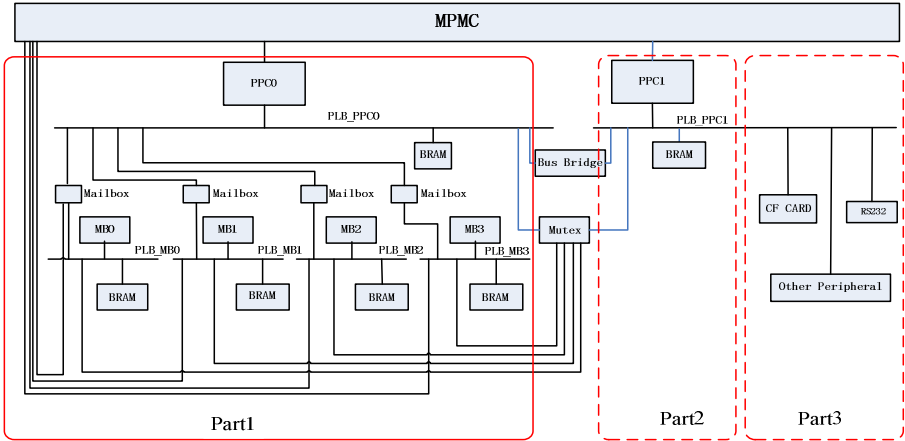 MPMC
PPC0
PPC1
PLB_PPC0
PLB_PPC1
BRAM
Bus Bridge
BRAM
Mailbox
Mailbox
Mailbox
Mailbox
CF CARD
RS232
MB0
MB1
MB2
MB3
Mutex
PLB_MB0
PLB_MB1
PLB_MB2
PLB_MB3
BRAM
BRAM
BRAM
BRAM
Other Peripheral
Part1
Part2
Part3